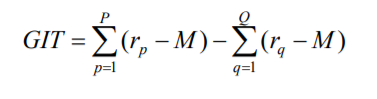 GIT = \sum_{p=1}^{P} (r_p - M) - \sum_{q=1}^{Q} (r_q - M)